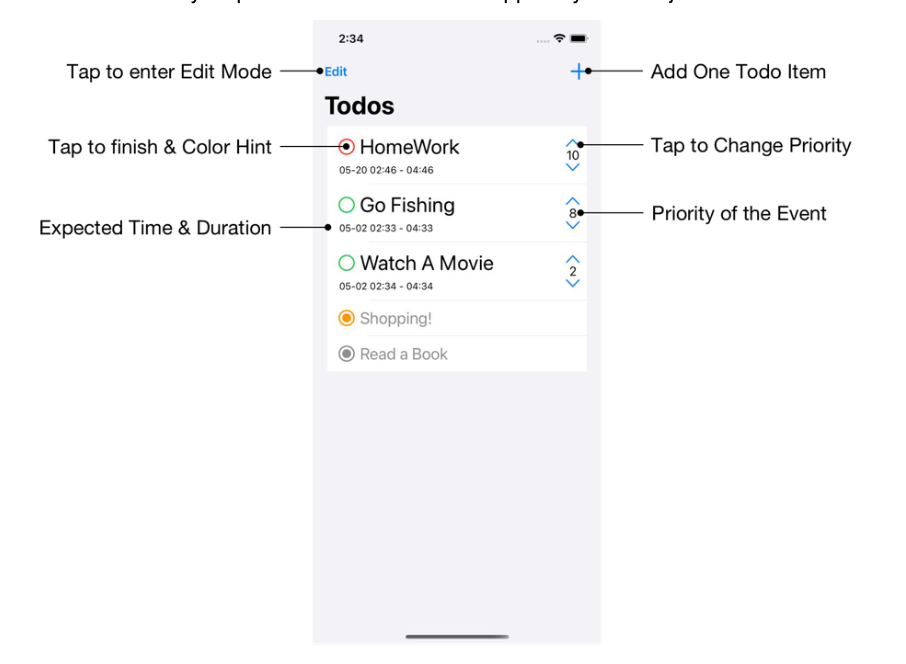 2:34
Tap to enter Edit Mode
Edit
Add One Todo Item
Todos
Tap to finish & Color Hint
HomeWork
10
Tap to Change Priority
05-20 02:46 - 04:46
Go Fishing
8
Priority of the Event
Expected Time & Duration
05-02 02:33 - 04:33
Watch A Movie
2
05-02 02:34 - 04:34
Shopping!
Read a Book